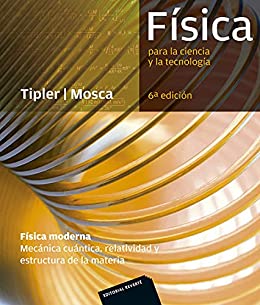 Física
para la ciencia
y la tecnología
Tipler | Mosca
6ª edición
Física moderna
Mecánica cuántica, relatividad y
estructura de la materia
EDITORIAL REVERTÉ